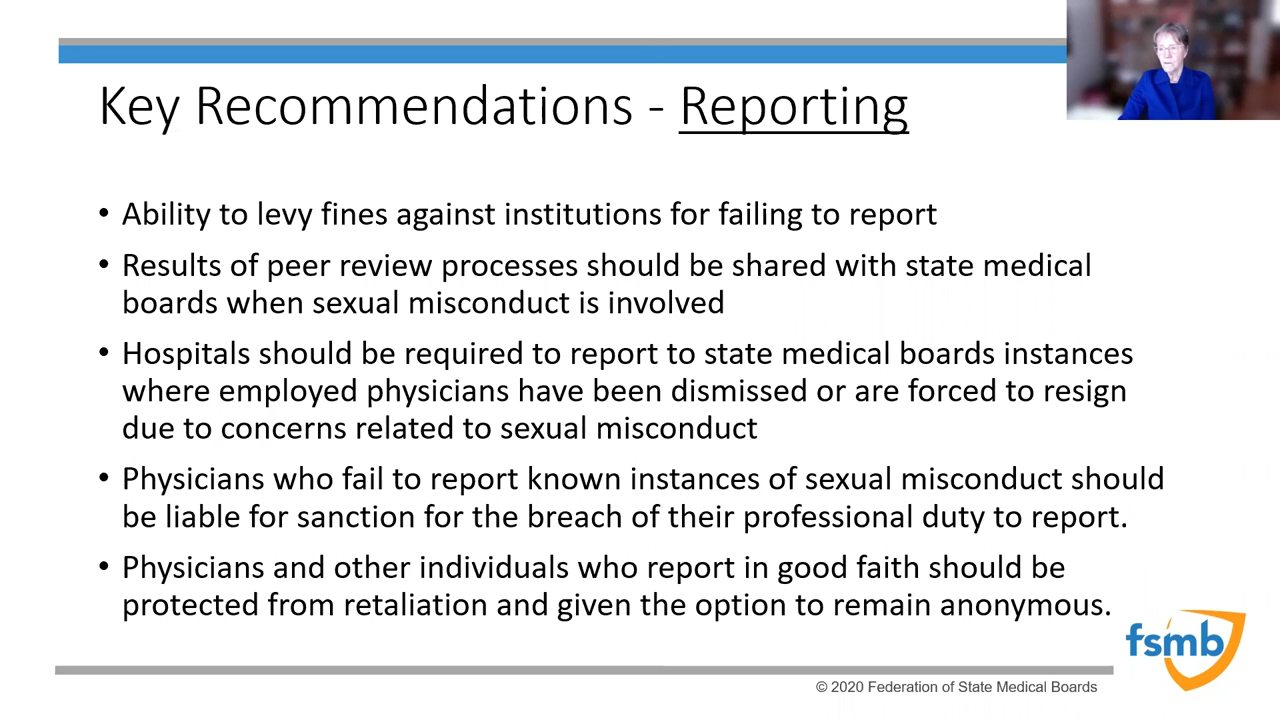 Key Recommendations - Reporting
• Ability to levy fines against institutions for failing to report
• Results of peer review processes should be shared with state medical
boards when sexual misconduct is involved
• Hospitals should be required to report to state medical boards instances
where employed physicians have been dismissed or are forced to resign
due to concerns related to sexual misconduct
• Physicians who fail to report known instances of sexual misconduct should
be liable for sanction for the breach of their professional duty to report.
• Physicians and other individuals who report in good faith should be
protected from retaliation and given the option to remain anonymous.
fsmb
© 2020 Federation of State Medical Boards